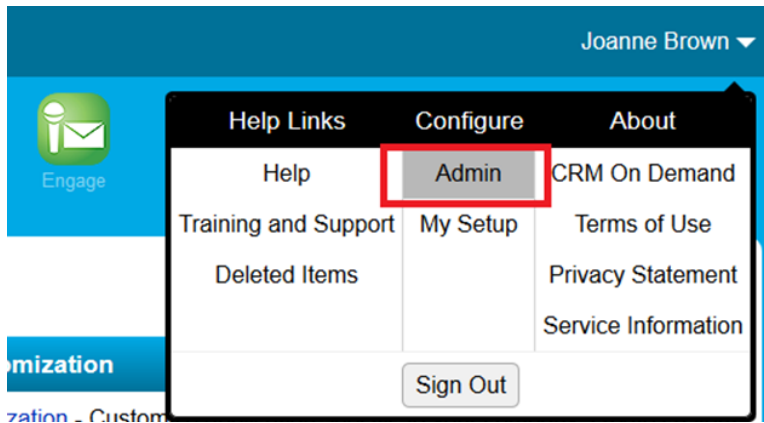 Joanne Brown
Engage
Help Links Configure About
Help Admin CRM On Demand
Training and Support My Setup Terms of Use
Deleted Items Privacy Statement
Service Information
Sign Out
omization
zation - Custom